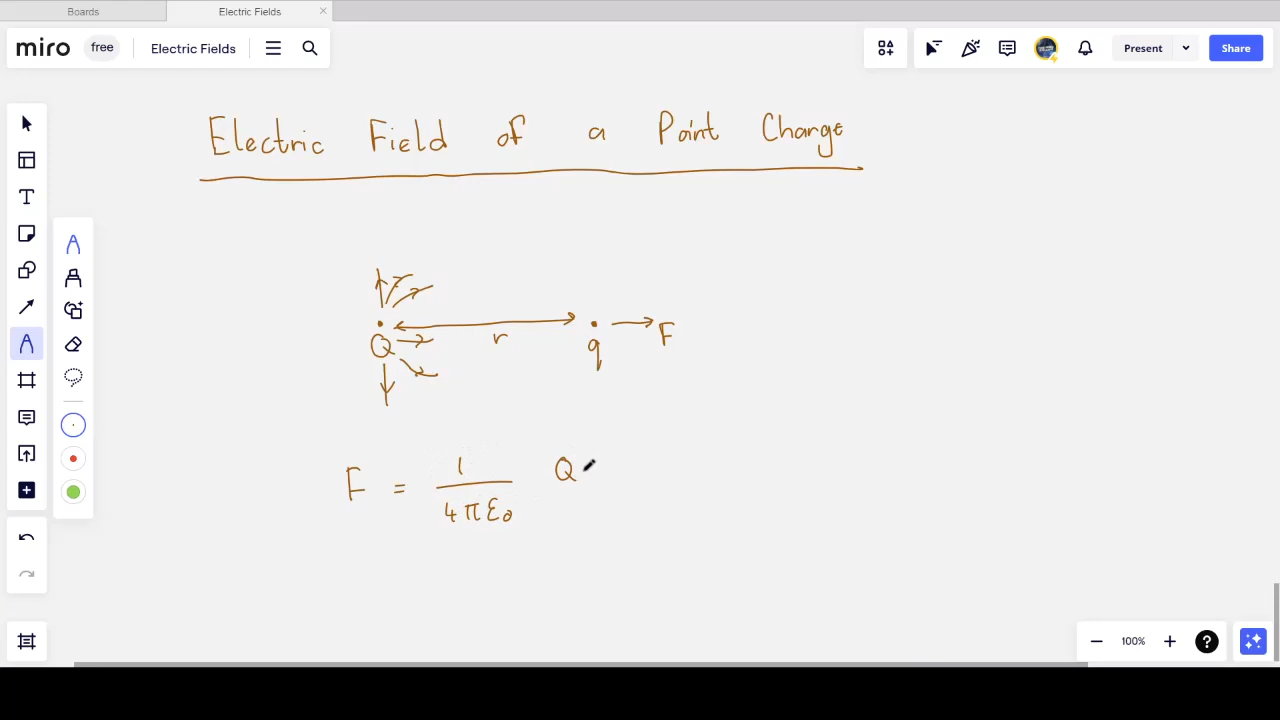 Boards
Electric Fields
miro free Electric Fields
Present
Share
Electric Field of a Point Charge
Q
r
q
F
F = 1 / 4πε₀ Q
100%
?